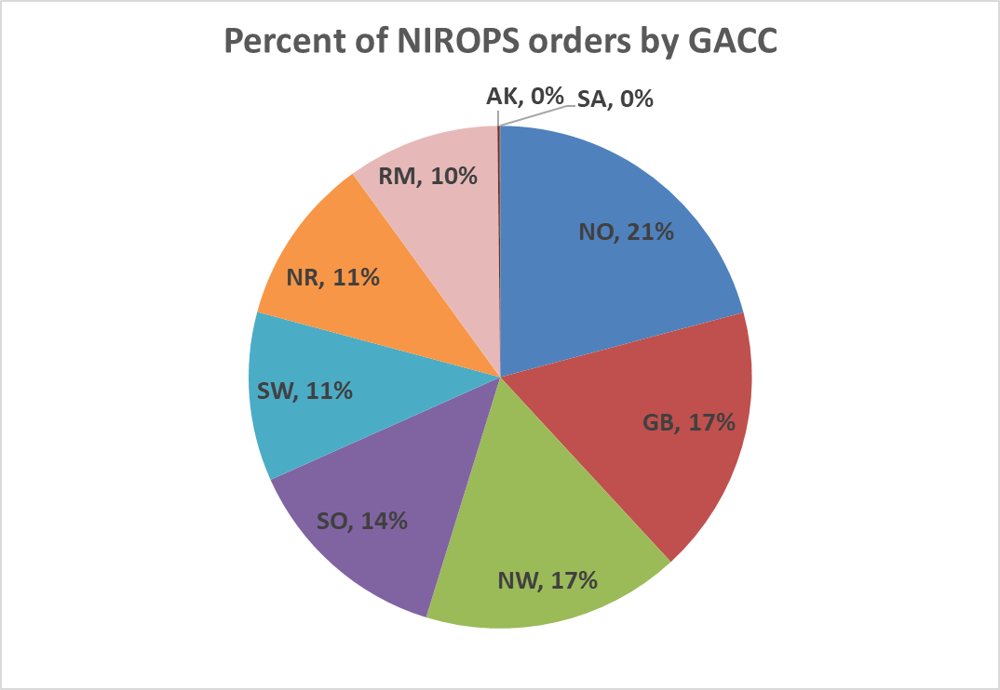 Percent of NIROPS orders by GACC
AK, 0%
SA, 0%
RM, 10%
NO, 21%
NR, 11%
SW, 11%
GB, 17%
SO, 14%
NW, 17%